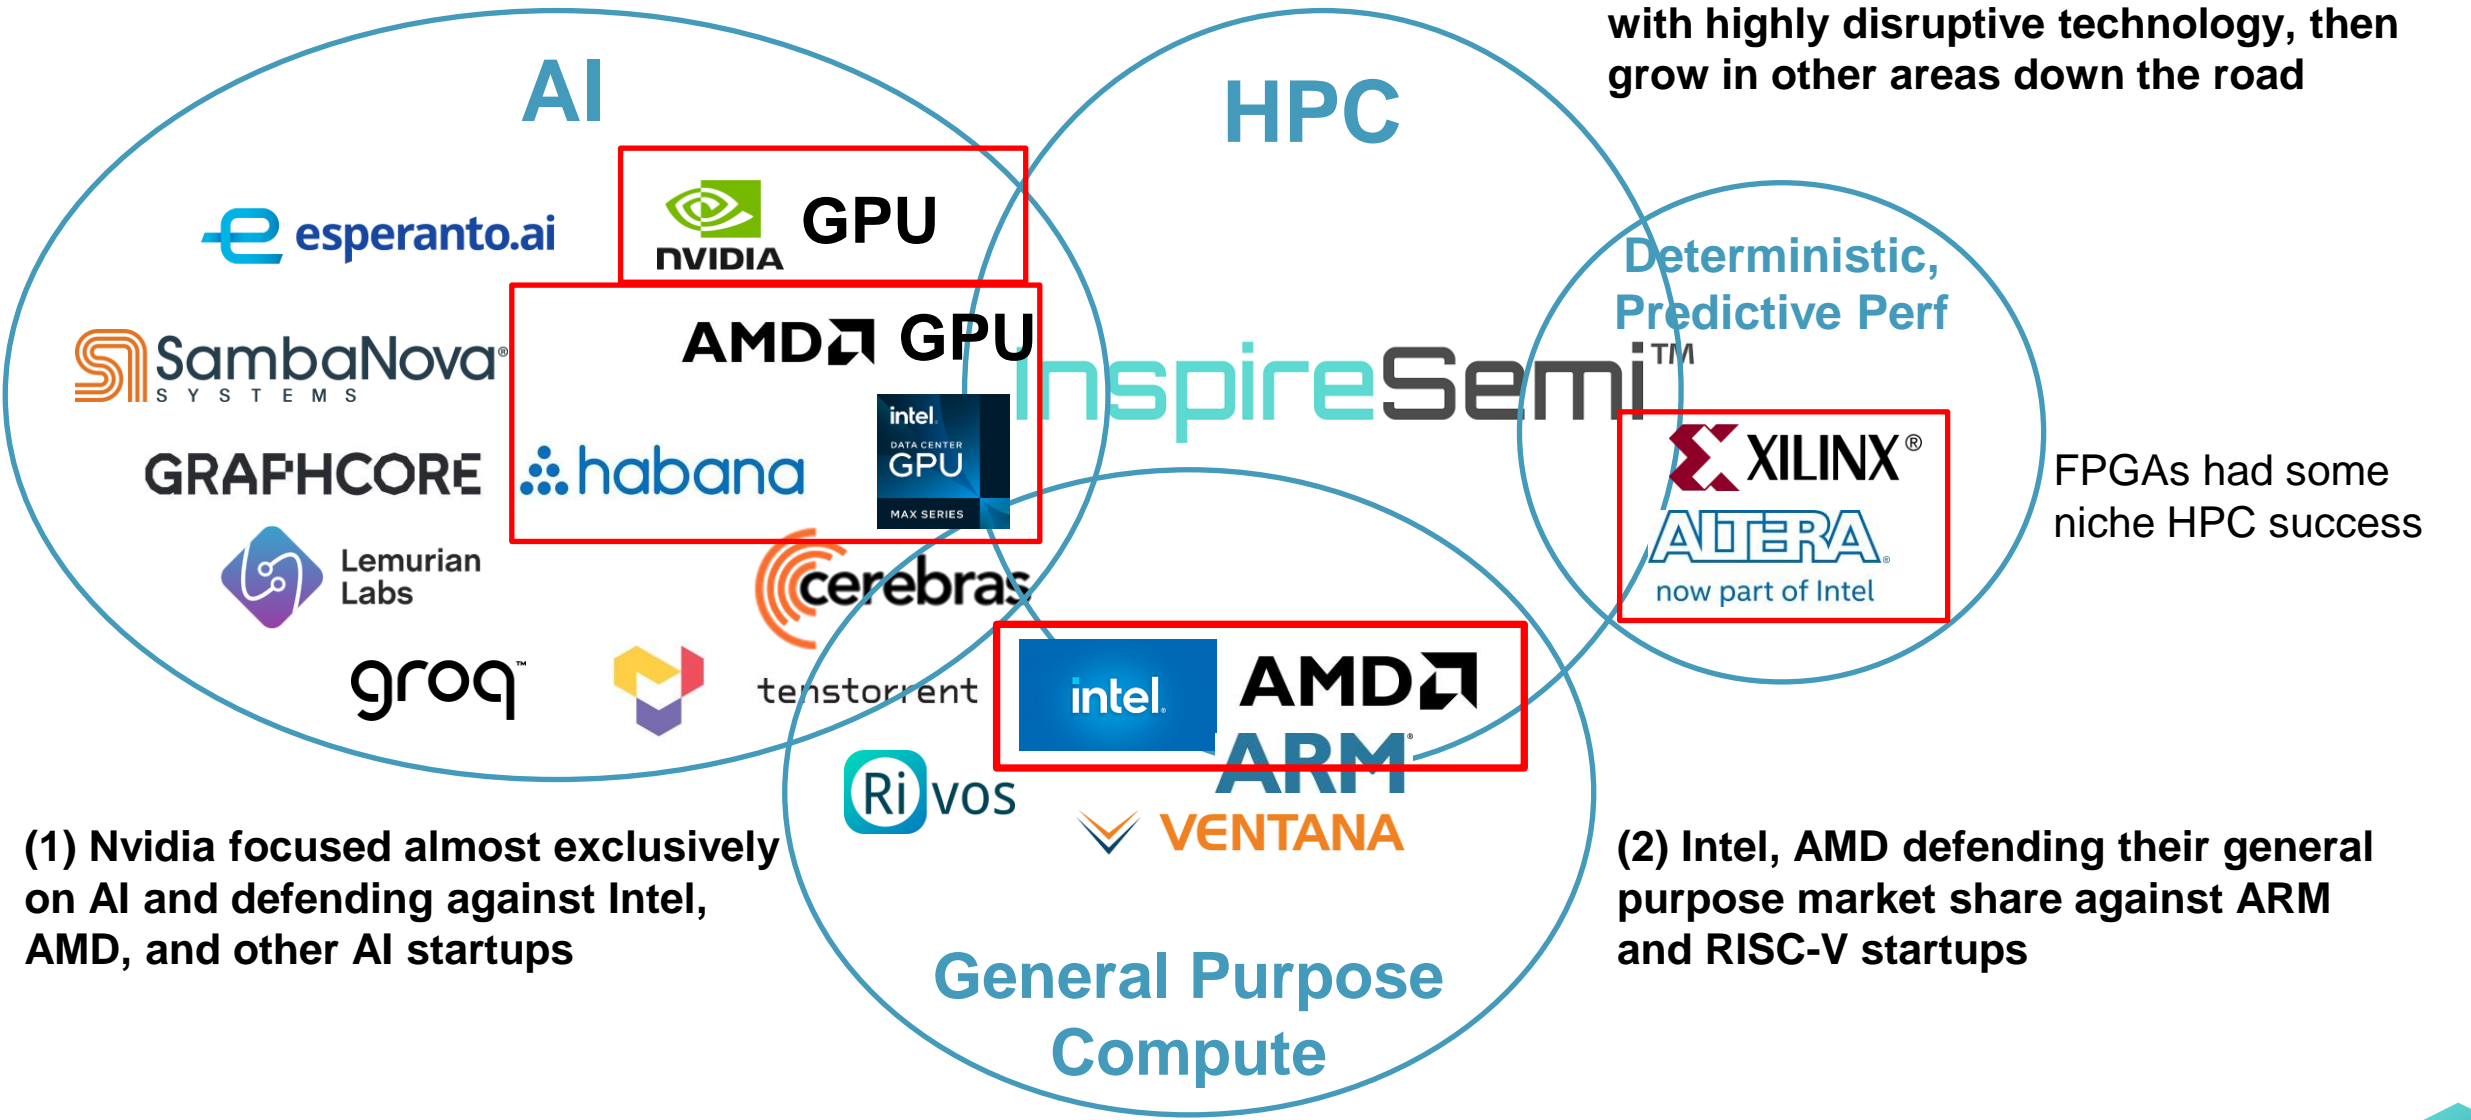 with highly disruptive technology, then
grow in other areas down the road
AI
HPC
esperanto.ai
NVIDIA
GPU
Deterministic,
Predictive Perf
AMD GPU
SambaNova®
SYSTEMS
InspireSemi™
intel.
DATA CENTER
GPU
MAX SERIES
GRAPHCORE
habana
XILINX®
ALTERA®
now part of Intel
FPGAs had some
niche HPC success
Lemurian
Labs
cerebras
groq™
tenstorrent
intel.
AMD
ARM®
Rivos
VENTANA
(1) Nvidia focused almost exclusively
on AI and defending against Intel,
AMD, and other AI startups
(2) Intel, AMD defending their general
purpose market share against ARM
and RISC-V startups
General Purpose
Compute